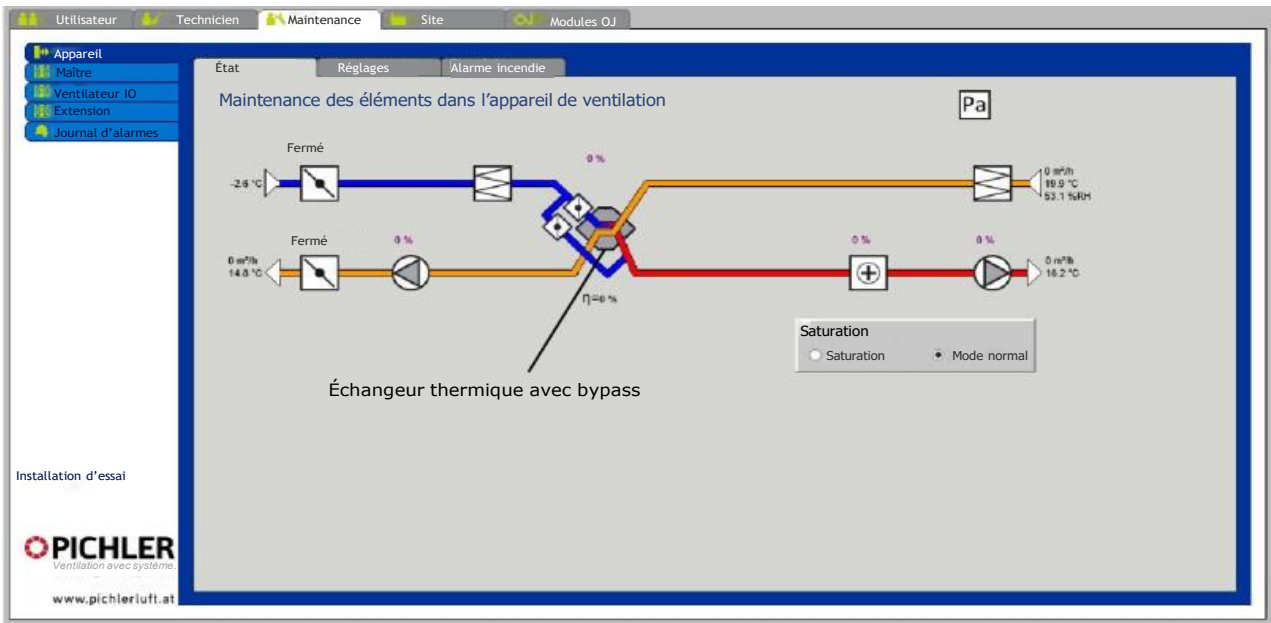 Utilisateur Technicien Maintenance Site Modules OJ
Appareil
Maître
Ventilateur IO
Extension
Journal d'alarmes
État Réglages Alarme incendie
Maintenance des éléments dans l'appareil de ventilation
Pa
Fermé
0 %
-2.6 °C
0 m³/h
19.9 °C
53.1 %RH
Fermé
0 %
0 %
0 %
0 m³/h
14.8 °C
0 m³/h
16.2 °C
η=0 %
Saturation
Saturation Mode normal
Échangeur thermique avec bypass
Installation d'essai
PICHLER
Ventilation avec système.
www.pichlerluft.at